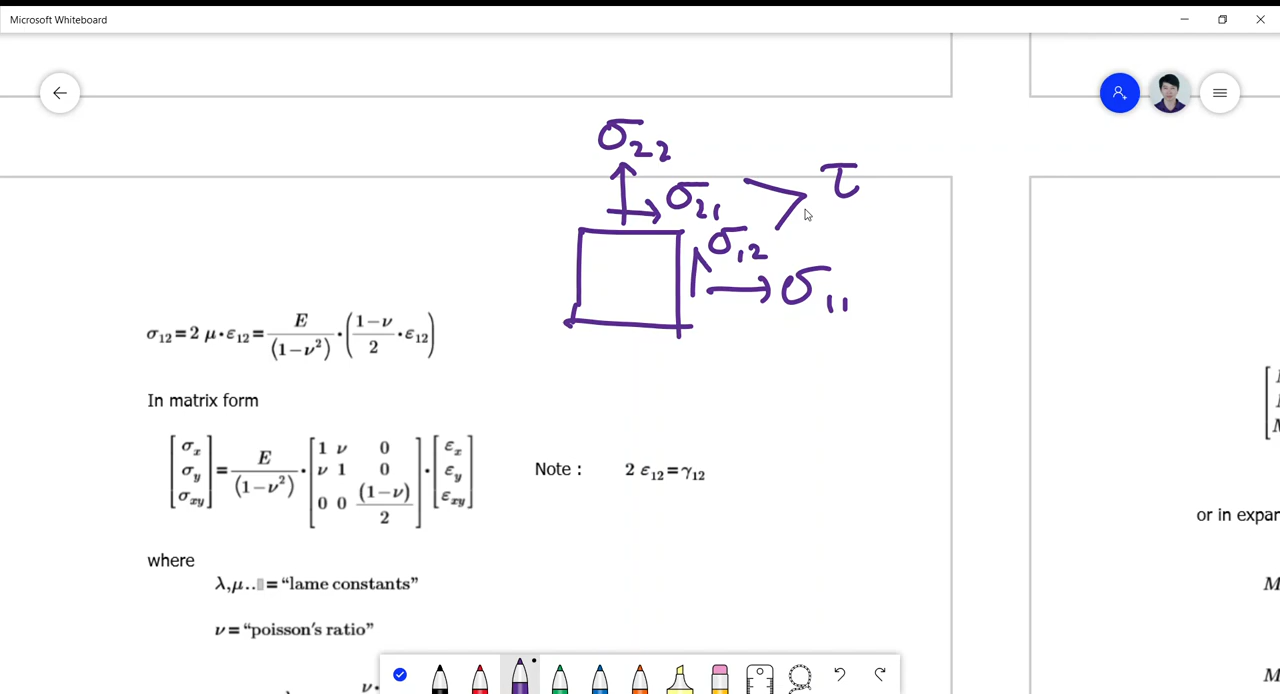 Microsoft Whiteboard
σ22
τ
σ21
σ12
σ11
σ12=2 μ·ε12= E/(1−ν²)·(1−ν/2·ε12)
In matrix form
[σx σy σxy] = E/(1−ν²)·[1 ν 0; ν 1 0; 0 0 (1−ν)/2]·[εx εy εxy]
Note : 2 ε12=γ12
or in expan
where
λ,μ..▯= “lame constants”
M
ν= “poisson's ratio”
ν·
M